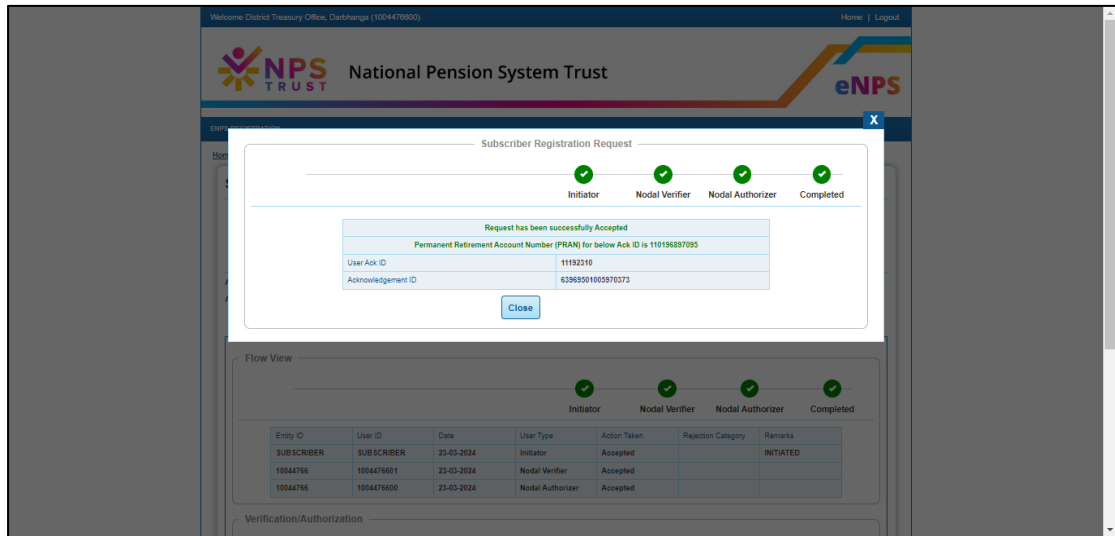 Welcome District Treasury Office, Darbhanga (1004476600) Home | Logout
NPS TRUST
National Pension System Trust
eNPS
X
Subscriber Registration Request
Initiator Nodal Verifier Nodal Authorizer Completed
Request has been successfully Accepted
Permanent Retirement Account Number (PRAN) for below Ack ID is 110196897095
User Ack ID 11192310
Acknowledgement ID 63969501005970373
Close
Flow View
Initiator Nodal Verifier Nodal Authorizer Completed
Entity ID User ID Date User Type Action Taken Rejection Category Remarks
SUBSCRIBER SUBSCRIBER 23-03-2024 Initiator Accepted INITIATED
10044766 1004476601 23-03-2024 Nodal Verifier Accepted
10044766 1004476600 23-03-2024 Nodal Authorizer Accepted
Verification/Authorization